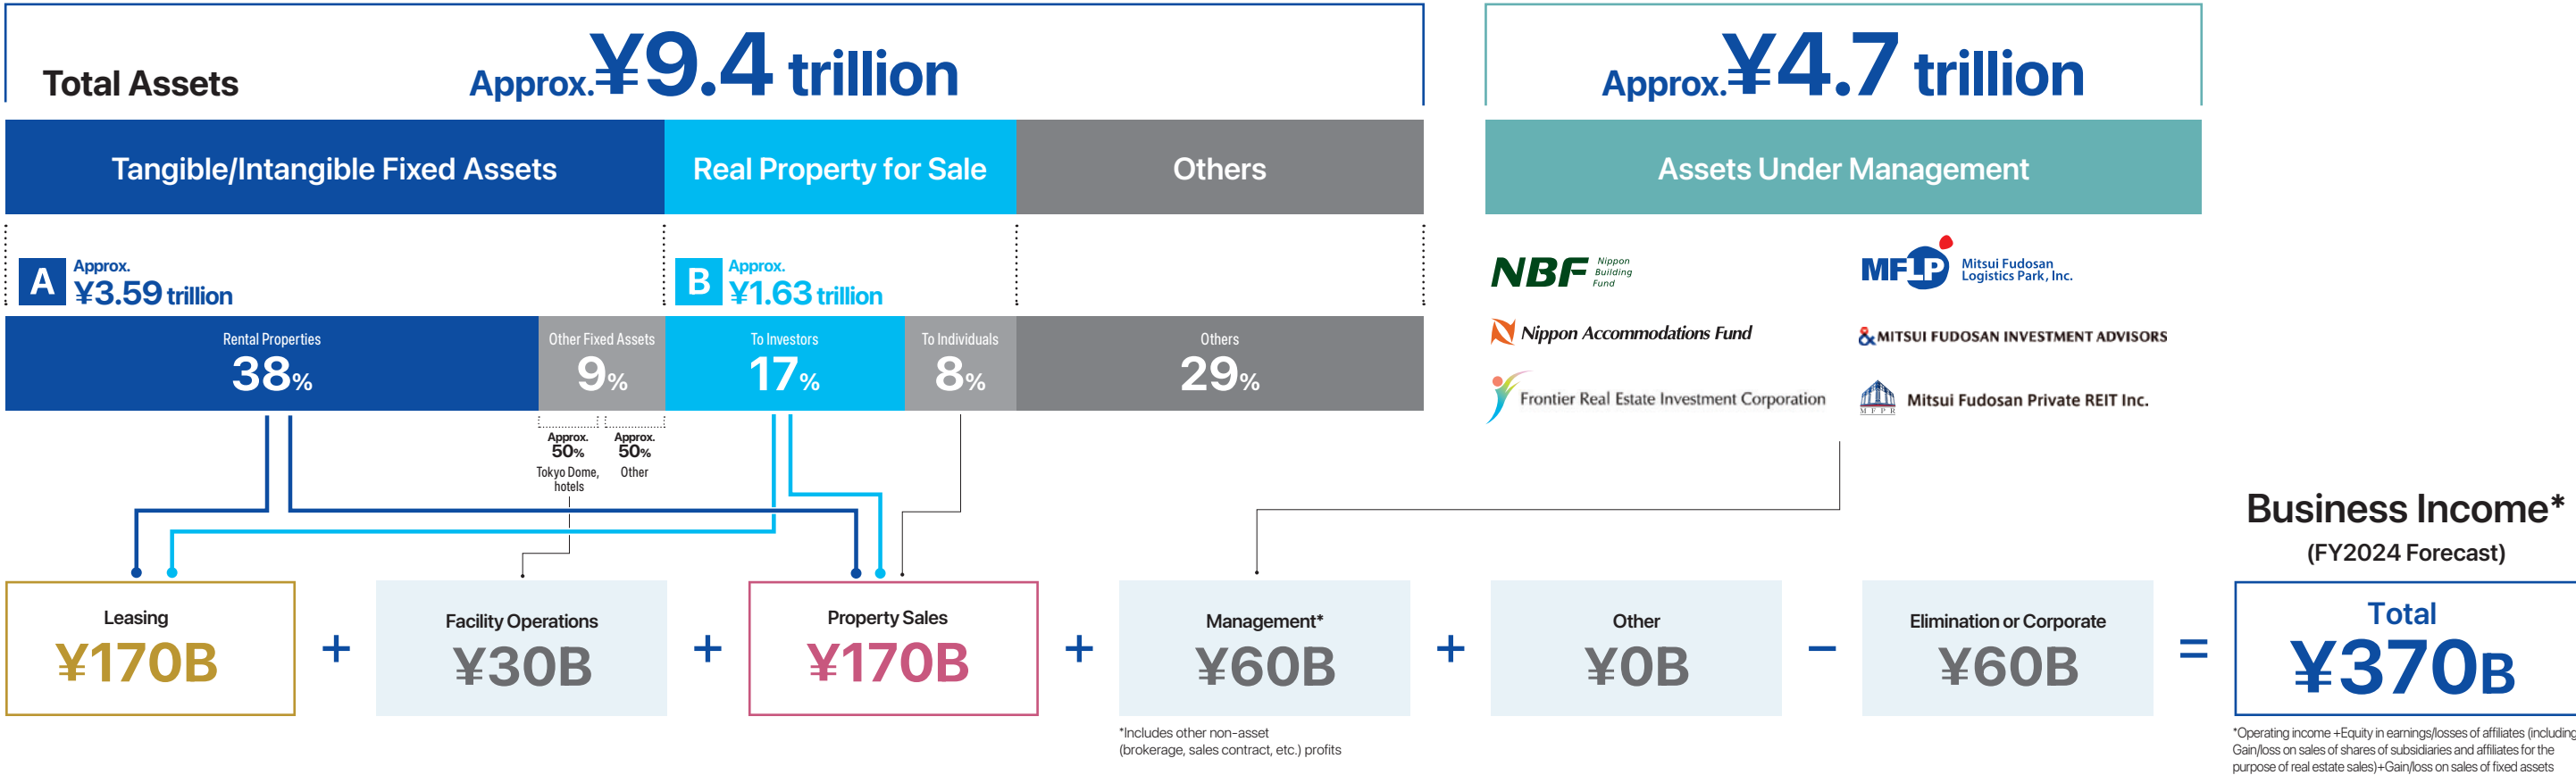 Total Assets
Approx.¥9.4 trillion
Approx.¥4.7 trillion
Tangible/Intangible Fixed Assets
Real Property for Sale
Others
Assets Under Management
A
Approx.
¥3.59 trillion
B
Approx.
¥1.63 trillion
Rental Properties
38%
Other Fixed Assets
9%
To Investors
17%
To Individuals
8%
Others
29%
NBF
Nippon
Building
Fund
MFLP
Mitsui Fudosan
Logistics Park, Inc.
Nippon Accommodations Fund
& MITSUI FUDOSAN INVESTMENT ADVISORS
Frontier Real Estate Investment Corporation
MFPR
Mitsui Fudosan Private REIT Inc.
Approx.
50%
Tokyo Dome,
hotels
Approx.
50%
Other
Business Income*
(FY2024 Forecast)
Leasing
¥170B
+
Facility Operations
¥30B
+
Property Sales
¥170B
+
Management*
¥60B
+
Other
¥0B
−
Elimination or Corporate
¥60B
=
Total
¥370B
*Includes other non-asset
(brokerage, sales contract, etc.) profits
*Operating income +Equity in earnings/losses of affiliates (including
Gain/loss on sales of shares of subsidiaries and affiliates for the
purpose of real estate sales)+Gain/loss on sales of fixed assets